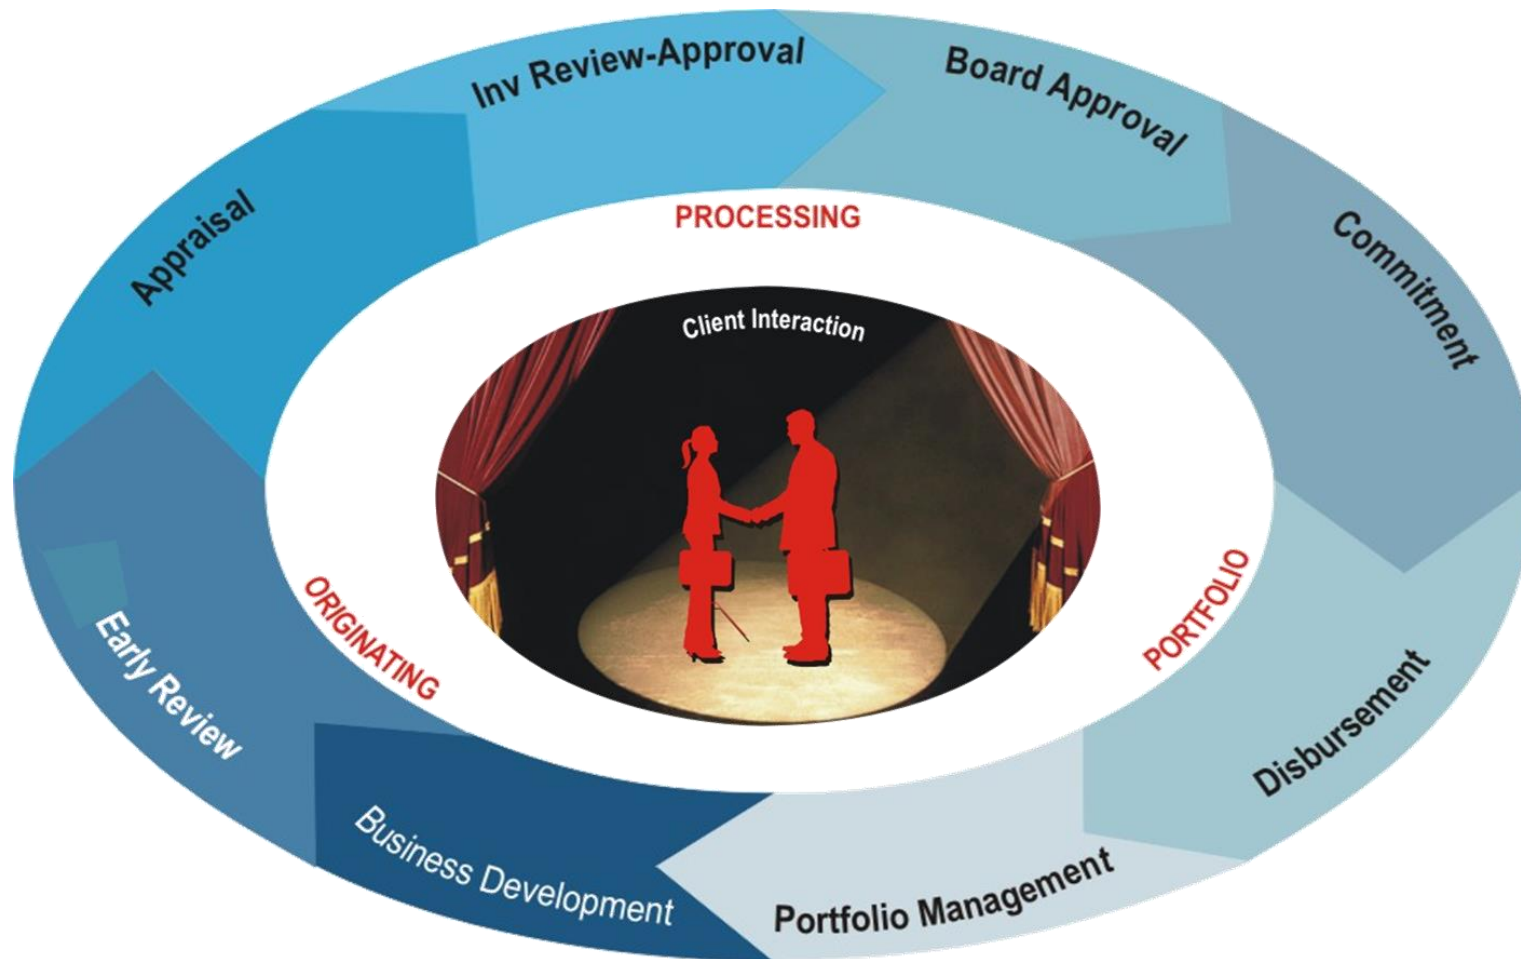 Inv Review-Approval
Board Approval
Appraisal
Commitment
PROCESSING
Client Interaction
ORIGINATING
PORTFOLIO
Early Review
Disbursement
Business Development
Portfolio Management